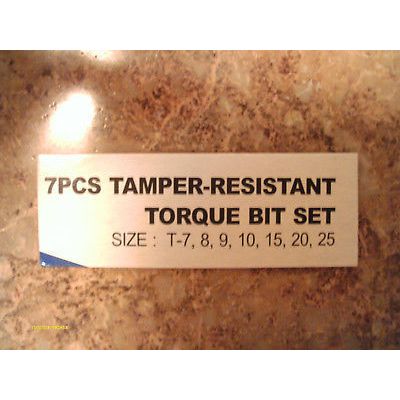 7PCS TAMPER-RESISTANT
TORQUE BIT SET
SIZE : T-7, 8, 9, 10, 15, 20, 25